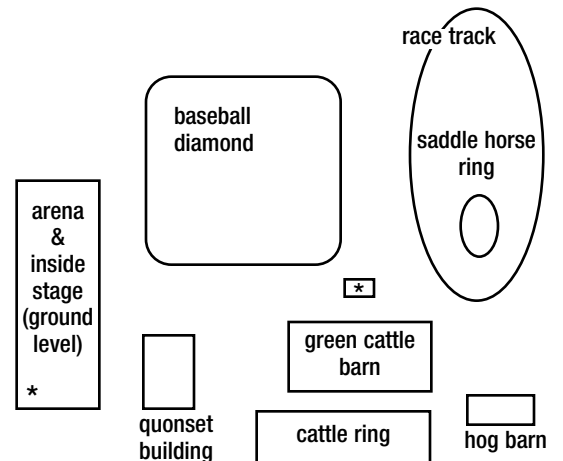 race track
baseball
diamond
saddle horse
ring
arena
&
inside
stage
(ground
level)
*
*
green cattle
barn
quonset
building
cattle ring
hog barn